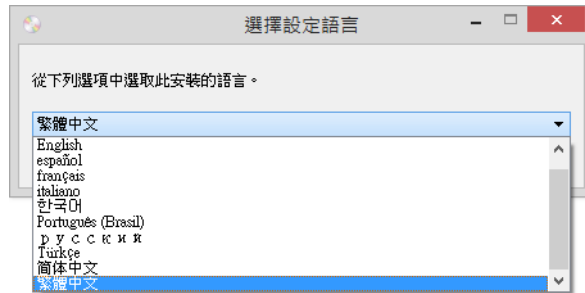 選擇設定語言
從下列選項中選取此安裝的語言。
繁體中文
English
español
français
italiano
한국어
Português (Brasil)
русский
Türkçe
简体中文
繁體中文